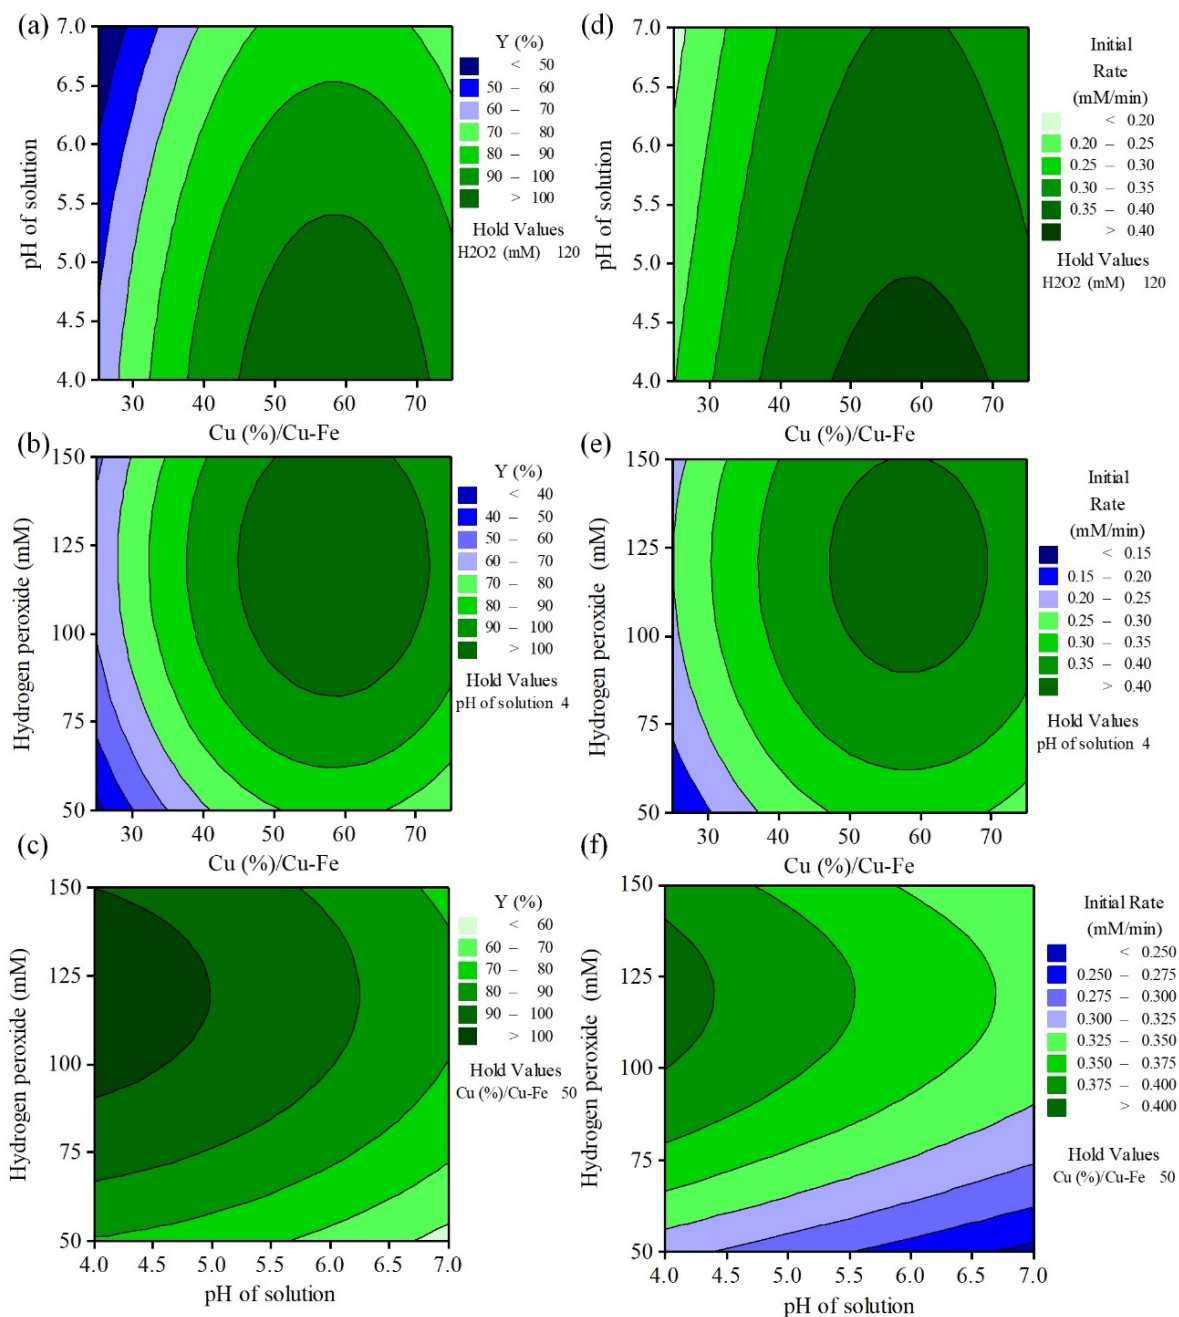 (a)
7.0
6.5
6.0
5.5
5.0
4.5
4.0
pH of solution
30 40 50 60 70
Cu (%)/Cu-Fe
Y (%)
< 50
50 – 60
60 – 70
70 – 80
80 – 90
90 – 100
> 100
Hold Values
H2O2 (mM) 120
(d)
7.0
6.5
6.0
5.5
5.0
4.5
4.0
pH of solution
30 40 50 60 70
Cu (%)/Cu-Fe
Initial
Rate
(mM/min)
< 0.20
0.20 – 0.25
0.25 – 0.30
0.30 – 0.35
0.35 – 0.40
> 0.40
Hold Values
H2O2 (mM) 120
(b)
150
125
100
75
50
Hydrogen peroxide (mM)
30 40 50 60 70
Cu (%)/Cu-Fe
Y (%)
< 40
40 – 50
50 – 60
60 – 70
70 – 80
80 – 90
90 – 100
> 100
Hold Values
pH of solution 4
(e)
150
125
100
75
50
Hydrogen peroxide (mM)
30 40 50 60 70
Cu (%)/Cu-Fe
Initial
Rate
(mM/min)
< 0.15
0.15 – 0.20
0.20 – 0.25
0.25 – 0.30
0.30 – 0.35
0.35 – 0.40
> 0.40
Hold Values
pH of solution 4
(c)
150
125
100
75
50
Hydrogen peroxide (mM)
4.0 4.5 5.0 5.5 6.0 6.5 7.0
pH of solution
Y (%)
< 60
60 – 70
70 – 80
80 – 90
90 – 100
> 100
Hold Values
Cu (%)/Cu-Fe 50
(f)
150
125
100
75
50
Hydrogen peroxide (mM)
4.0 4.5 5.0 5.5 6.0 6.5 7.0
pH of solution
Initial Rate
(mM/min)
< 0.250
0.250 – 0.275
0.275 – 0.300
0.300 – 0.325
0.325 – 0.350
0.350 – 0.375
0.375 – 0.400
> 0.400
Hold Values
Cu (%)/Cu-Fe 50